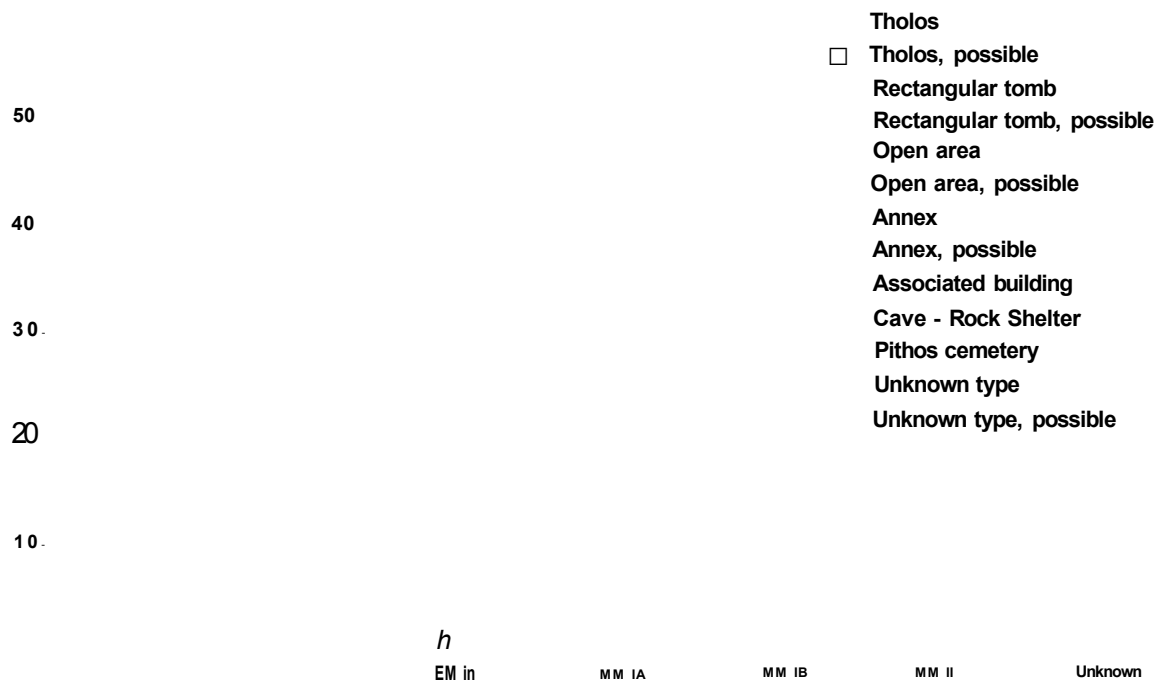 Tholos
□ Tholos, possible
Rectangular tomb
50
Rectangular tomb, possible
Open area
Open area, possible
40
Annex
Annex, possible
Associated building
30-
Cave - Rock Shelter
Pithos cemetery
Unknown type
20
Unknown type, possible
10-
h
EM in MM IA MM IB MM II Unknown